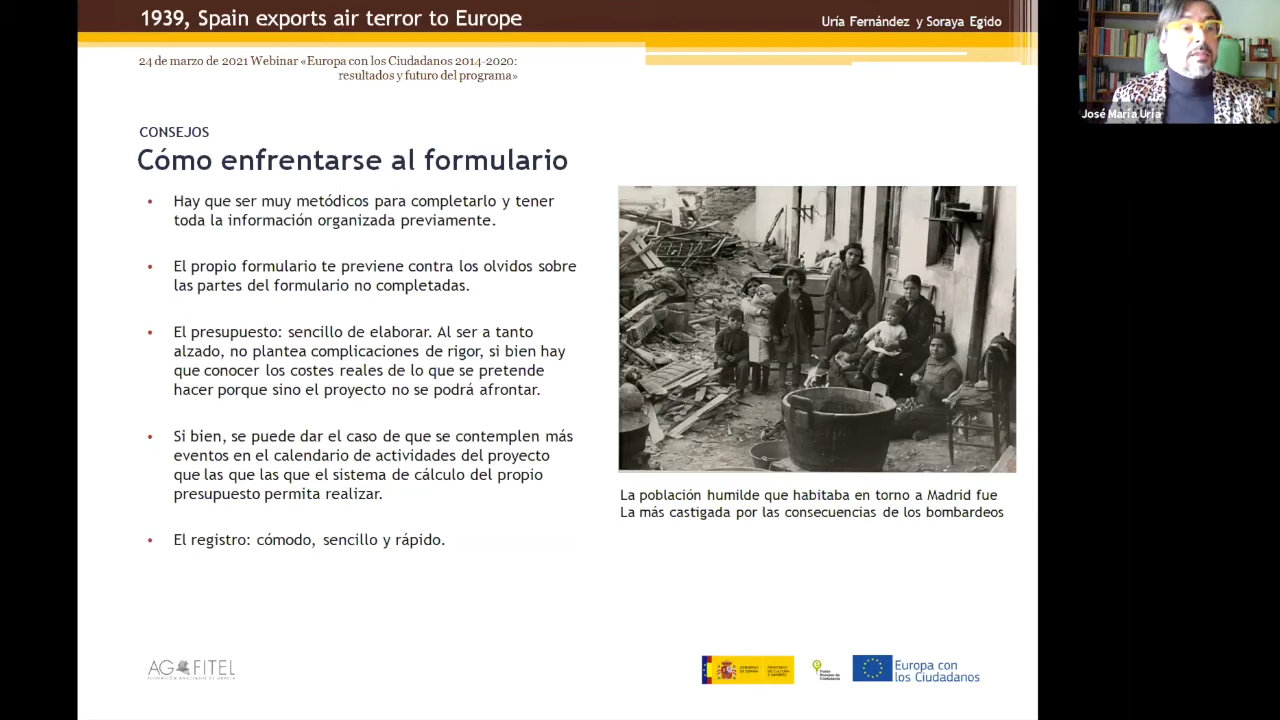 1939, Spain exports air terror to Europe
Uría Fernández y Soraya Egido
24 de marzo de 2021 Webinar «Europa con los Ciudadanos 2014-2020:
resultados y futuro del programa»
José María Uría
CONSEJOS
Cómo enfrentarse al formulario
• Hay que ser muy metódicos para completarlo y tener
toda la información organizada previamente.
• El propio formulario te previene contra los olvidos sobre
las partes del formulario no completadas.
• El presupuesto: sencillo de elaborar. Al ser a tanto
alzado, no plantea complicaciones de rigor, si bien hay
que conocer los costes reales de lo que se pretende
hacer porque sino el proyecto no se podrá afrontar.
• Si bien, se puede dar el caso de que se contemplen más
eventos en el calendario de actividades del proyecto
que las que las que el sistema de cálculo del propio
presupuesto permita realizar.
• El registro: cómodo, sencillo y rápido.
La población humilde que habitaba en torno a Madrid fue
La más castigada por las consecuencias de los bombardeos
AGFITEL
GOBIERNO DE ESPAÑA
MINISTERIO DE CULTURA Y DEPORTE
Europa con
los Ciudadanos